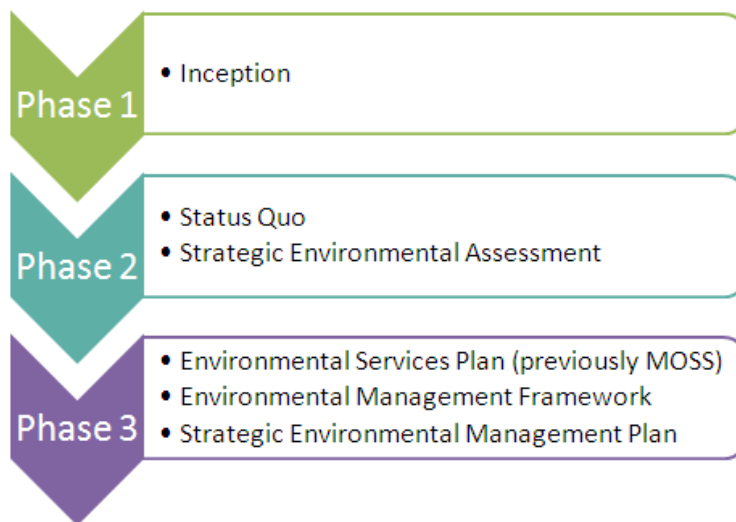 Phase 1
• Inception
Phase 2
• Status Quo
• Strategic Environmental Assessment
Phase 3
• Environmental Services Plan (previously MOSS)
• Environmental Management Framework
• Strategic Environmental Management Plan